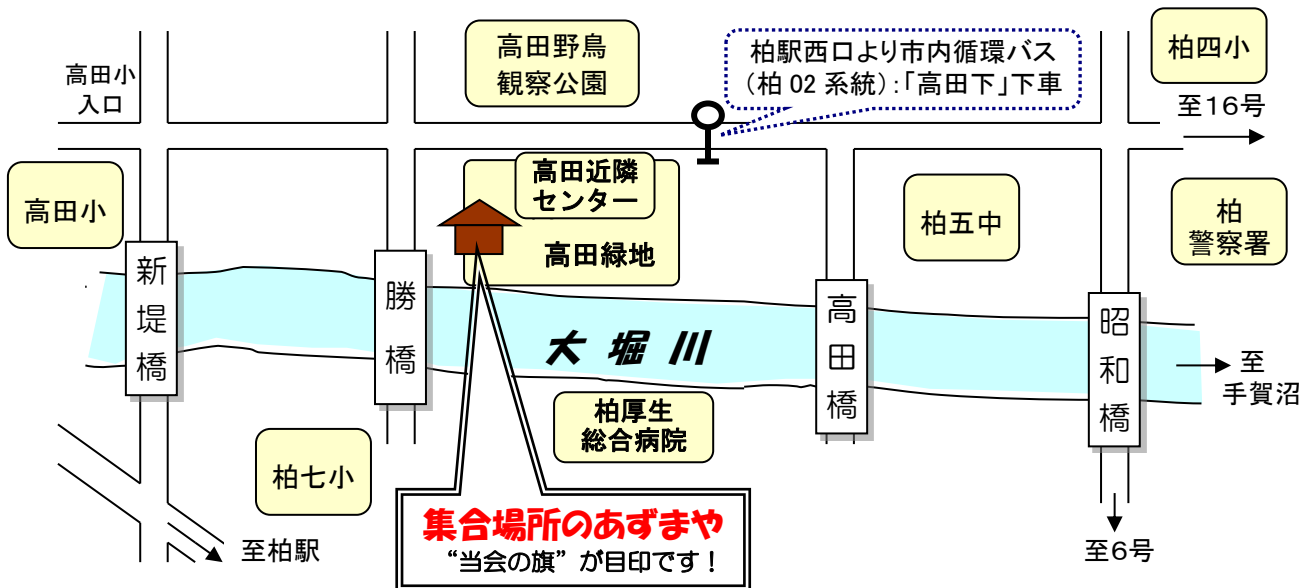 高田小
入口
高田野鳥
観察公園
柏駅西口より市内循環バス
（柏 02 系統）：「高田下」下車
柏四小
至16号
高田小
高田近隣
センター
高田緑地
柏五中
柏
警察署
新堤橋
勝橋
大堀川
高田橋
昭和橋
至
手賀沼
柏厚生
総合病院
柏七小
集合場所のあずまや
“当会の旗” が目印です！
至柏駅
至6号